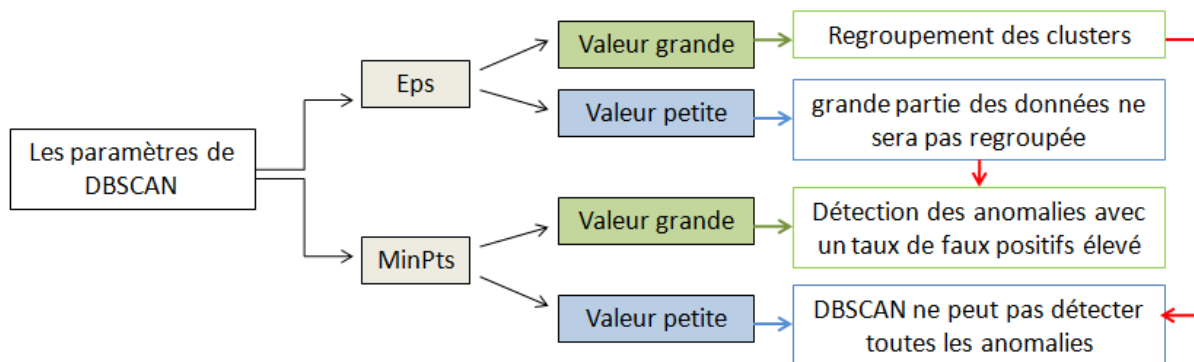 Les paramètres de
DBSCAN
Eps
Valeur grande
Regroupement des clusters
Valeur petite
grande partie des données ne
sera pas regroupée
MinPts
Valeur grande
Détection des anomalies avec
un taux de faux positifs élevé
Valeur petite
DBSCAN ne peut pas détecter
toutes les anomalies